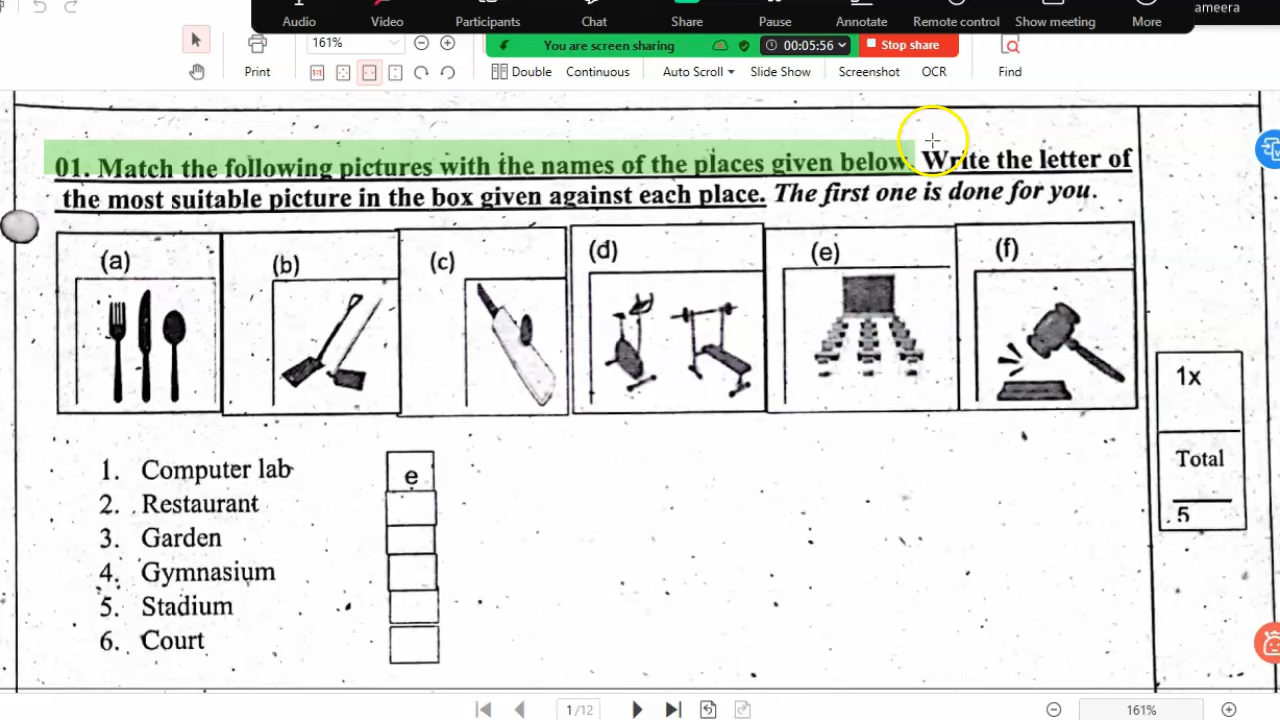 ameera
Audio Video Participants Chat Share Pause Annotate Remote control Show meeting More
161% You are screen sharing 00:05:56 Stop share
Print Double Continuous Auto Scroll Slide Show Screenshot OCR Find
01. Match the following pictures with the names of the places given below. Write the letter of
the most suitable picture in the box given against each place. The first one is done for you.
(a) (b) (c) (d) (e) (f)
1x
Total
5
1. Computer lab e
2. Restaurant
3. Garden
4. Gymnasium
5. Stadium
6. Court
1/12 161%